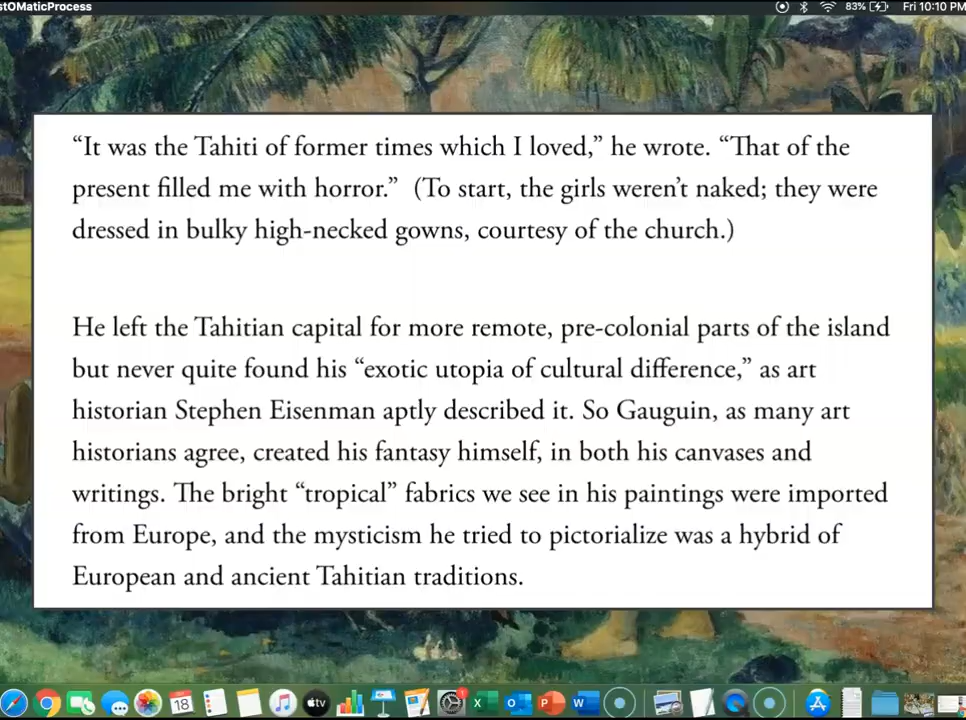 stOMaticProcess
83%
Fri 10:10 PM
“It was the Tahiti of former times which I loved,” he wrote. “That of the
present filled me with horror.”  (To start, the girls weren’t naked; they were
dressed in bulky high-necked gowns, courtesy of the church.)
He left the Tahitian capital for more remote, pre-colonial parts of the island
but never quite found his “exotic utopia of cultural difference,” as art
historian Stephen Eisenman aptly described it. So Gauguin, as many art
historians agree, created his fantasy himself, in both his canvases and
writings. The bright “tropical” fabrics we see in his paintings were imported
from Europe, and the mysticism he tried to pictorialize was a hybrid of
European and ancient Tahitian traditions.
18
tv
1
X
O
P
W